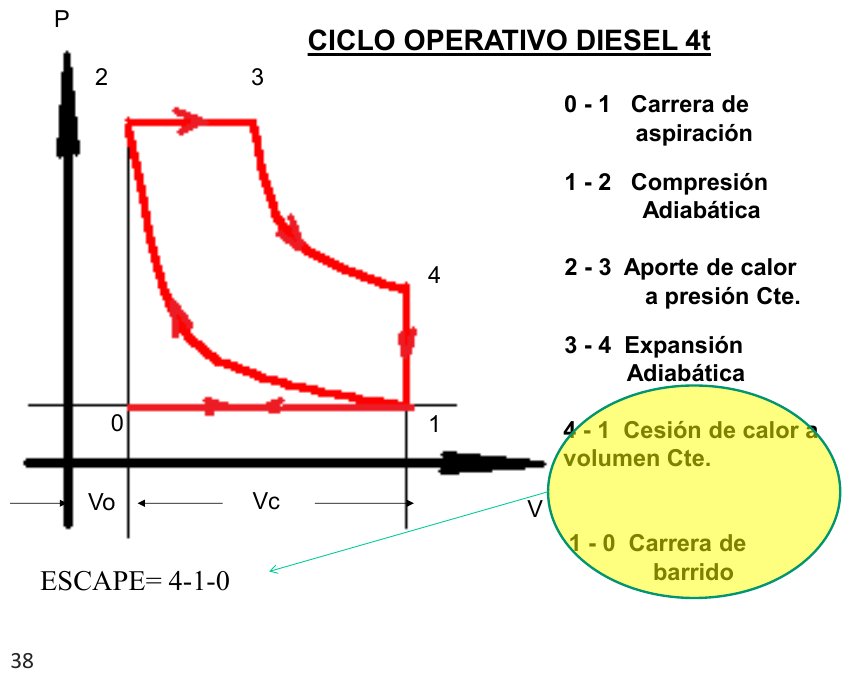 P
CICLO OPERATIVO DIESEL 4t
2
3
0 - 1 Carrera de
aspiración
1 - 2 Compresión
Adiabática
2 - 3 Aporte de calor
a presión Cte.
4
3 - 4 Expansión
Adiabática
0
1
4 - 1 Cesión de calor a
volumen Cte.
Vo
Vc
V
1 - 0 Carrera de
barrido
ESCAPE= 4-1-0
38